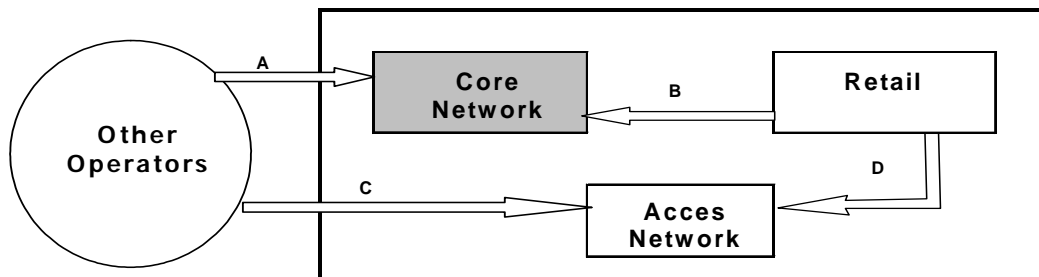 A
Core
Network
B
Retail
Other
Operators
C
D
Acces
Network